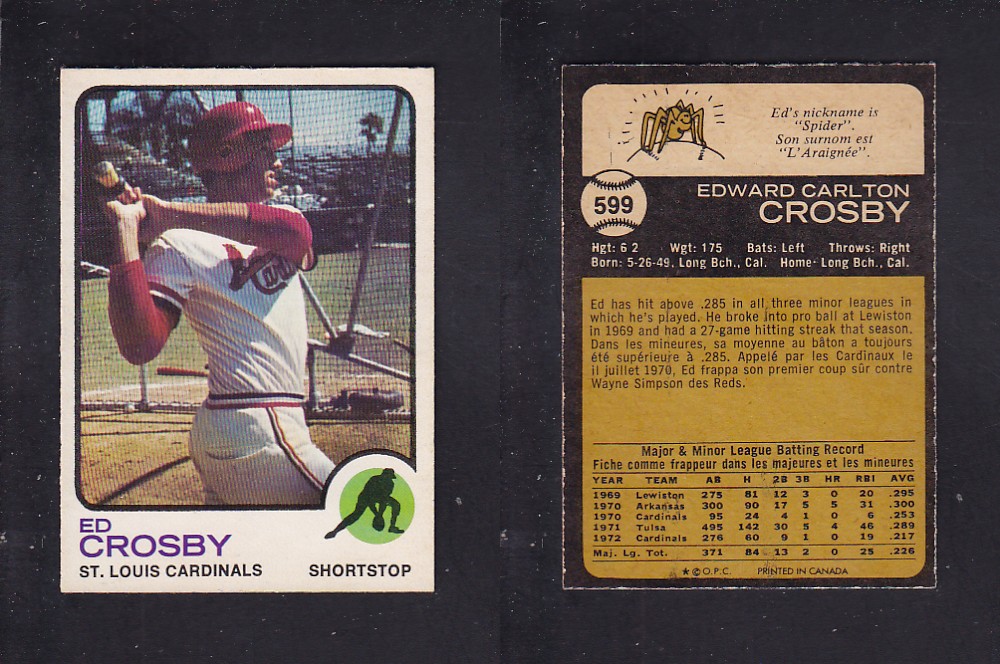 ED
CROSBY
ST. LOUIS CARDINALS
SHORTSTOP
Ed's nickname is
"Spider".
Son surnom est
"L'Araignée".
599
EDWARD CARLTON
CROSBY
Hgt: 6 2 Wgt: 175 Bats: Left Throws: Right
Born: 5-26-49, Long Bch., Cal. Home- Long Bch., Cal.
Ed has hit above .285 in all three minor leagues in
which he's played. He broke into pro ball at Lewiston
in 1969 and had a 27-game hitting streak that season.
Dans les mineures, sa moyenne au bâton a toujours
été supérieure à .285. Appelé par les Cardinaux le
11 juillet 1970, Ed frappa son premier coup sûr contre
Wayne Simpson des Reds.
Major & Minor League Batting Record
Fiche comme frappeur dans les majeures et les mineures
YEAR TEAM AB H 2B 3B HR RBI AVG
1969 Lewiston 275 81 12 3 0 20 .295
1970 Arkansas 300 90 17 5 5 31 .300
1970 Cardinals 95 24 4 1 0 6 .253
1971 Tulsa 495 142 30 5 4 46 .289
1972 Cardinals 276 60 9 1 0 19 .217
Maj. Lg. Tot. 371 84 13 2 0 25 .226
★ © O.P.C. PRINTED IN CANADA